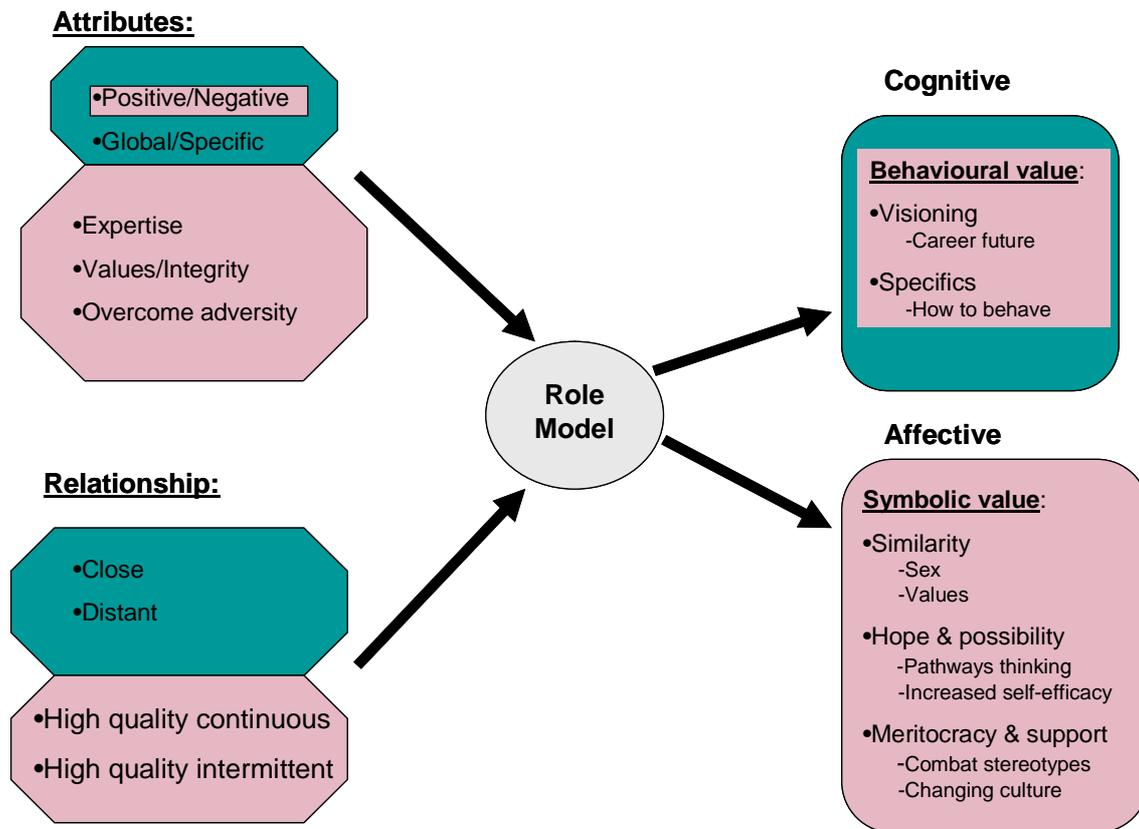 Attributes:
•Positive/Negative
•Global/Specific
•Expertise
•Values/Integrity
•Overcome adversity
Relationship:
•Close
•Distant
•High quality continuous
•High quality intermittent
Role
Model
Cognitive
Behavioural value:
•Visioning
-Career future
•Specifics
-How to behave
Affective
Symbolic value:
•Similarity
-Sex
-Values
•Hope & possibility
-Pathways thinking
-Increased self-efficacy
•Meritocracy & support
-Combat stereotypes
-Changing culture